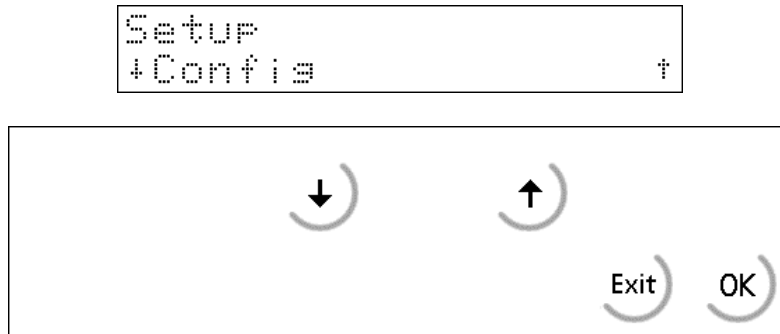 Setup
↓Config ↑
↓ ↑
Exit OK